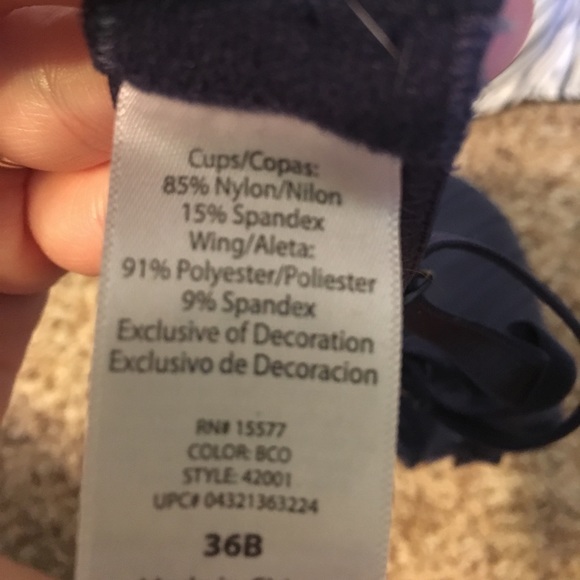 Cups/Copas:
85% Nylon/Nilon
15% Spandex
Wing/Aleta:
91% Polyester/Poliester
9% Spandex
Exclusive of Decoration
Exclusivo de Decoracion
RN# 15577
COLOR: BCO
STYLE: 42001
UPC# 04321363224
36B